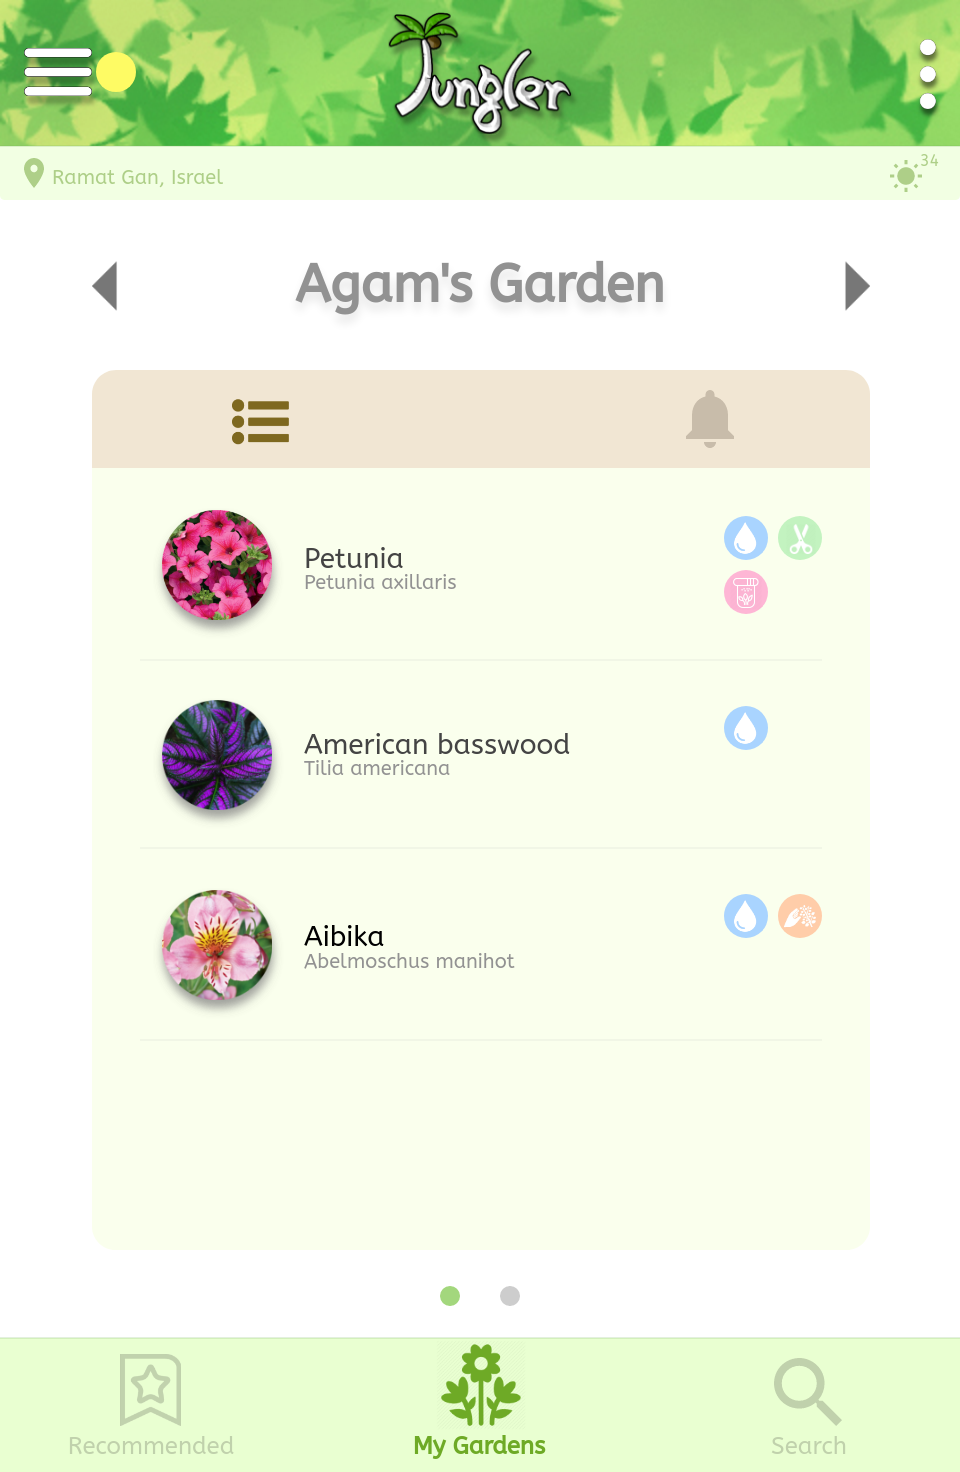 Jungler
Ramat Gan, Israel
34
Agam's Garden
Petunia
Petunia axillaris
American basswood
Tilia americana
Aibika
Abelmoschus manihot
Recommended
My Gardens
Search